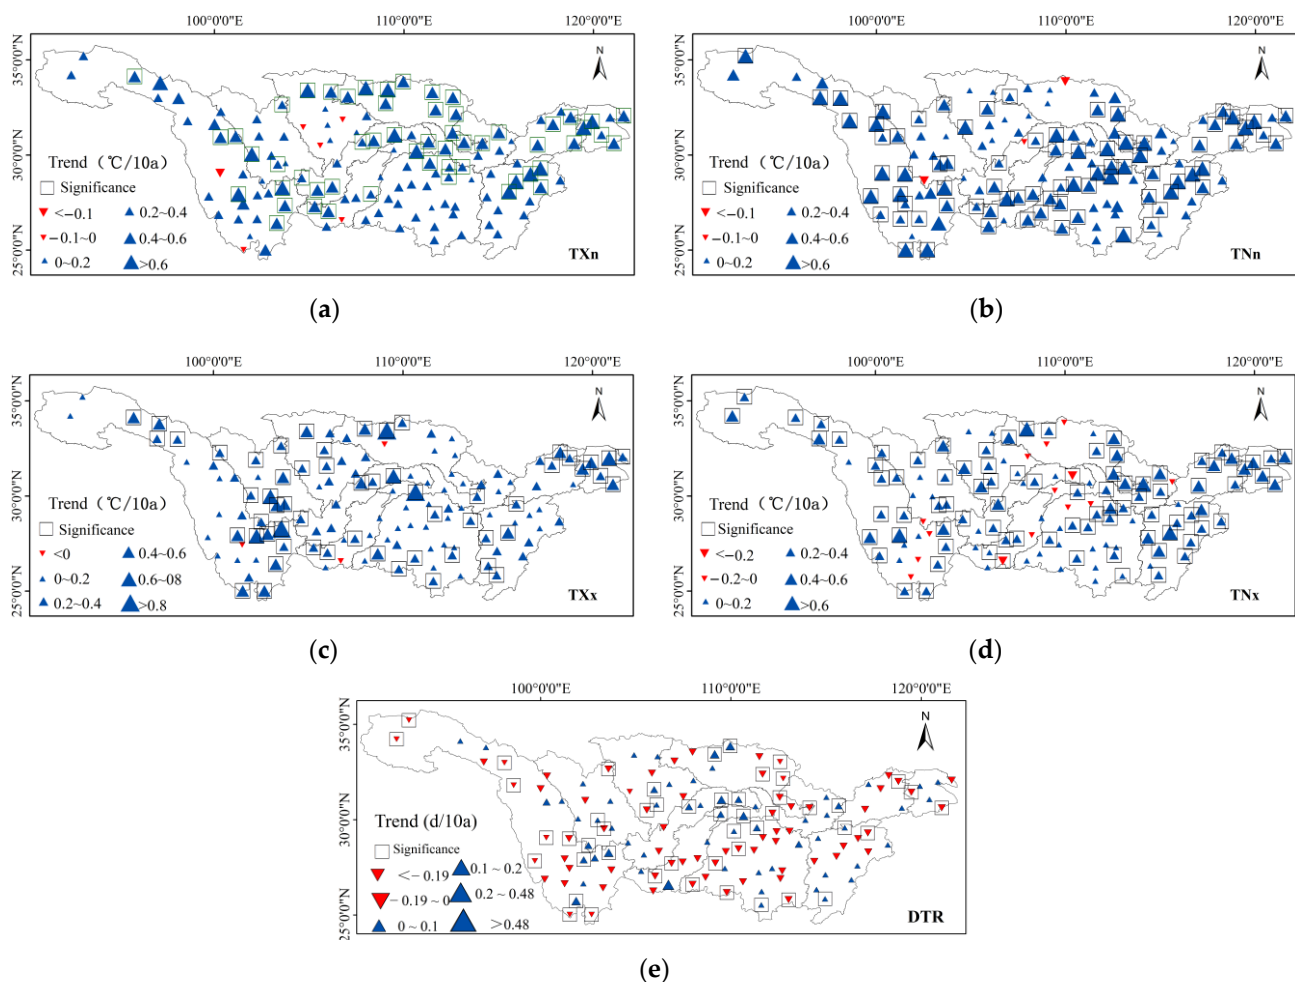 100°0'0"E 110°0'0"E 120°0'0"E
35°0'0"N
30°0'0"N
25°0'0"N
N
Trend (℃/10a)
Significance
<−0.1 0.2~0.4
−0.1~0 0.4~0.6
0~0.2 >0.6
TXn
(a)
100°0'0"E 110°0'0"E 120°0'0"E
35°0'0"N
30°0'0"N
25°0'0"N
N
Trend (℃/10a)
Significance
<−0.1 0.2~0.4
−0.1~0 0.4~0.6
0~0.2 >0.6
TNn
(b)
100°0'0"E 110°0'0"E 120°0'0"E
35°0'0"N
30°0'0"N
25°0'0"N
N
Trend (℃/10a)
Significance
<0 0.4~0.6
0~0.2 0.6~08
0.2~0.4 >0.8
TXx
(c)
100°0'0"E 110°0'0"E 120°0'0"E
35°0'0"N
30°0'0"N
25°0'0"N
N
Trend (℃/10a)
Significance
<−0.2 0.2~0.4
−0.2~0 0.4~0.6
0~0.2 >0.6
TNx
(d)
100°0'0"E 110°0'0"E 120°0'0"E
35°0'0"N
30°0'0"N
25°0'0"N
N
Trend (d/10a)
Significance 0.1 ~ 0.2
< −0.19 0.2 ~ 0.48
− 0.19 ~ 0
0 ~ 0.1 >0.48
DTR
(e)